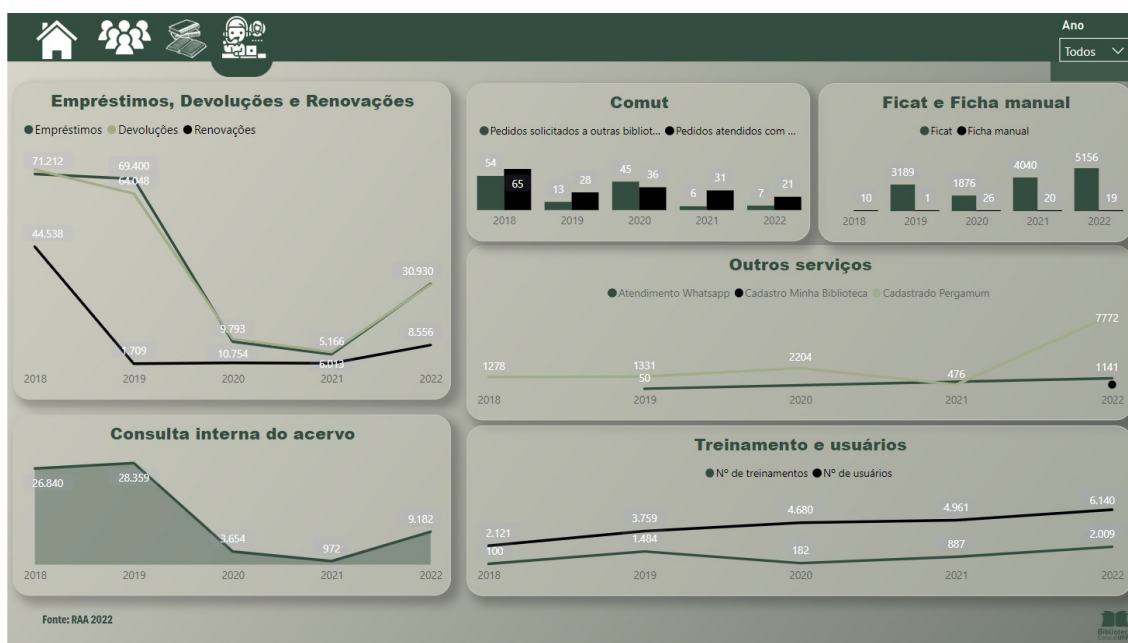 Ano
Todos
Empréstimos, Devoluções e Renovações
Empréstimos Devoluções Renovações
71.212
69.400
64.048
44.538
30.930
9.793
5.166
8.556
1.709
10.754
6.013
2018 2019 2020 2021 2022
Comut
Pedidos solicitados a outras bibliot... Pedidos atendidos com ...
54 65 13 28 45 36 6 31 7 21
2018 2019 2020 2021 2022
Ficat e Ficha manual
Ficat Ficha manual
10 3189 1 1876 26 4040 20 5156 19
2018 2019 2020 2021 2022
Outros serviços
Atendimento Whatsapp Cadastro Minha Biblioteca Cadastrado Pergamum
7772
1278 1331 2204
50 476 1141
2018 2019 2020 2021 2022
Consulta interna do acervo
26.840 28.359 3.654 972 9.182
2018 2019 2020 2021 2022
Treinamento e usuários
Nº de treinamentos Nº de usuários
2.121 3.759 4.680 4.961 6.140
100 1.484 182 887 2.009
2018 2019 2020 2021 2022
Fonte: RAA 2022